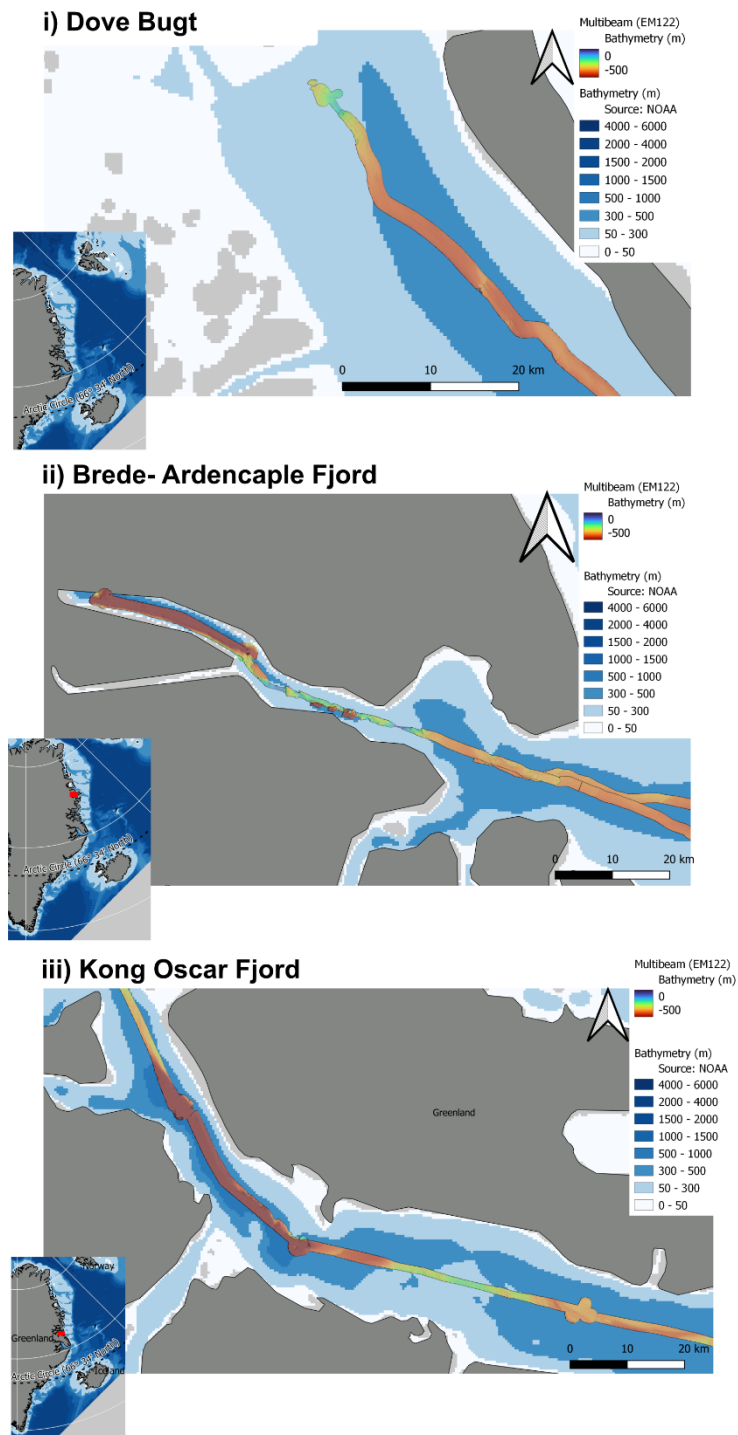 i) Dove Bugt
Multibeam (EM122)
Bathymetry (m)
0
-500
Bathymetry (m)
Source: NOAA
4000 - 6000
2000 - 4000
1500 - 2000
1000 - 1500
500 - 1000
300 - 500
50 - 300
0 - 50
Arctic Circle (66° 34' North)
0 10 20 km
ii) Brede- Ardencaple Fjord
Multibeam (EM122)
Bathymetry (m)
0
-500
Bathymetry (m)
Source: NOAA
4000 - 6000
2000 - 4000
1500 - 2000
1000 - 1500
500 - 1000
300 - 500
50 - 300
0 - 50
Arctic Circle (66° 34' North)
0 10 20 km
iii) Kong Oscar Fjord
Multibeam (EM122)
Bathymetry (m)
0
-500
Bathymetry (m)
Source: NOAA
4000 - 6000
2000 - 4000
1500 - 2000
1000 - 1500
500 - 1000
300 - 500
50 - 300
0 - 50
Greenland
Norway
Greenland
Arctic Circle (66° 34' North)
Iceland
0 10 20 km